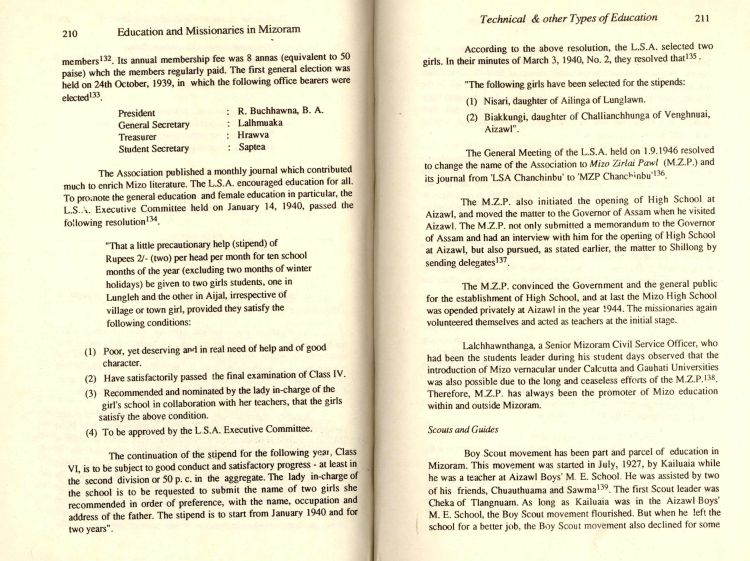 210 Education and Missionaries in Mizoram
members132. Its annual membership fee was 8 annas (equivalent to 50
paise) whch the members regularly paid. The first general election was
held on 24th October, 1939, in which the following office bearers were
elected133.
President : R. Buchhawna, B. A.
General Secretary : Lalhmuaka
Treasurer : Hrawva
Student Secretary : Saptea
The Association published a monthly journal which contributed
much to enrich Mizo literature. The L.S.A. encouraged education for all.
To promote the general education and female education in particular, the
L.S.A. Executive Committee held on January 14, 1940, passed the
following resolution134.
"That a little precautionary help (stipend) of
Rupees 2/- (two) per head per month for ten school
months of the year (excluding two months of winter
holidays) be given to two girls students, one in
Lungleh and the other in Aijal, irrespective of
village or town girl, provided they satisfy the
following conditions:
(1) Poor, yet deserving and in real need of help and of good
character.
(2) Have satisfactorily passed the final examination of Class IV.
(3) Recommended and nominated by the lady in-charge of the
girl's school in collaboration with her teachers, that the girls
satisfy the above condition.
(4) To be approved by the L.S.A. Executive Committee.
The continuation of the stipend for the following year, Class
VI, is to be subject to good conduct and satisfactory progress - at least in
the second division or 50 p. c. in the aggregate. The lady in-charge of
the school is to be requested to submit the name of two girls she
recommended in order of preference, with the name, occupation and
address of the father. The stipend is to start from January 1940 and for
two years".
Technical & other Types of Education 211
According to the above resolution, the L.S.A. selected two
girls. In their minutes of March 3, 1940, No. 2, they resolved that135.
"The following girls have been selected for the stipends:
(1) Nisari, daughter of Ailinga of Lunglawn.
(2) Biakkungi, daughter of Challianchhunga of Venghnuai,
Aizawl".
The General Meeting of the L.S.A. held on 1.9.1946 resolved
to change the name of the Association to Mizo Zirlai Pawl (M.Z.P.) and
its journal from 'LSA Chanchinbu' to 'MZP Chanchinbu'136.
The M.Z.P. also initiated the opening of High School at
Aizawl, and moved the matter to the Governor of Assam when he visited
Aizawl. The M.Z.P. not only submitted a memorandum to the Governor
of Assam and had an interview with him for the opening of High School
at Aizawl, but also pursued, as stated earlier, the matter to Shillong by
sending delegates137.
The M.Z.P. convinced the Government and the general public
for the establishment of High School, and at last the Mizo High School
was opended privately at Aizawl in the year 1944. The missionaries again
volunteered themselves and acted as teachers at the initial stage.
Lalchhawnthanga, a Senior Mizoram Civil Service Officer, who
had been the students leader during his student days observed that the
introduction of Mizo vernacular under Calcutta and Gauhati Universities
was also possible due to the long and ceaseless efforts of the M.Z.P.138.
Therefore, M.Z.P. has always been the promoter of Mizo education
within and outside Mizoram.
Scouts and Guides
Boy Scout movement has been part and parcel of education in
Mizoram. This movement was started in July, 1927, by Kailuaia while
he was a teacher at Aizawl Boys' M. E. School. He was assisted by two
of his friends, Chuauthuama and Sawma139. The first Scout leader was
Cheka of Tlangnuam. As long as Kailuaia was in the Aizawl Boys'
M. E. School, the Boy Scout movement flourished. But when he left the
school for a better job, the Boy Scout movement also declined for some